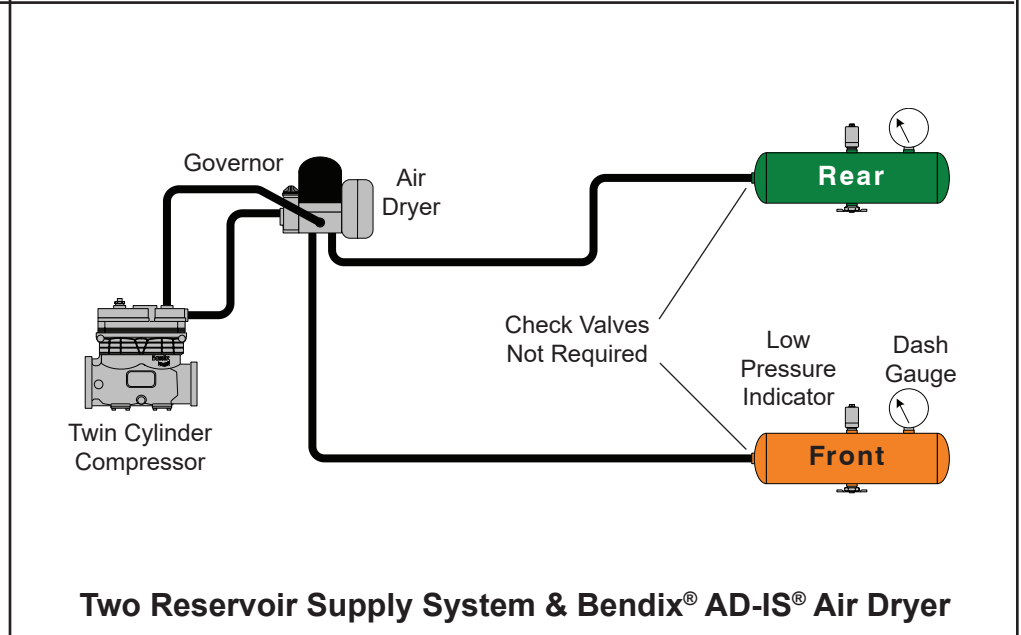 Governor
Air
Dryer
Rear
Check Valves
Not Required
Low
Pressure
Indicator
Dash
Gauge
Front
Bendix
Twin Cylinder
Compressor
Two Reservoir Supply System & Bendix® AD-IS® Air Dryer